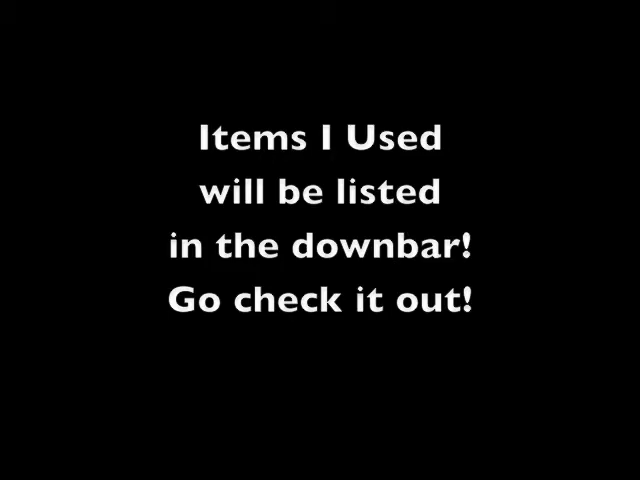 Items I Used
will be listed
in the downbar!
Go check it out!